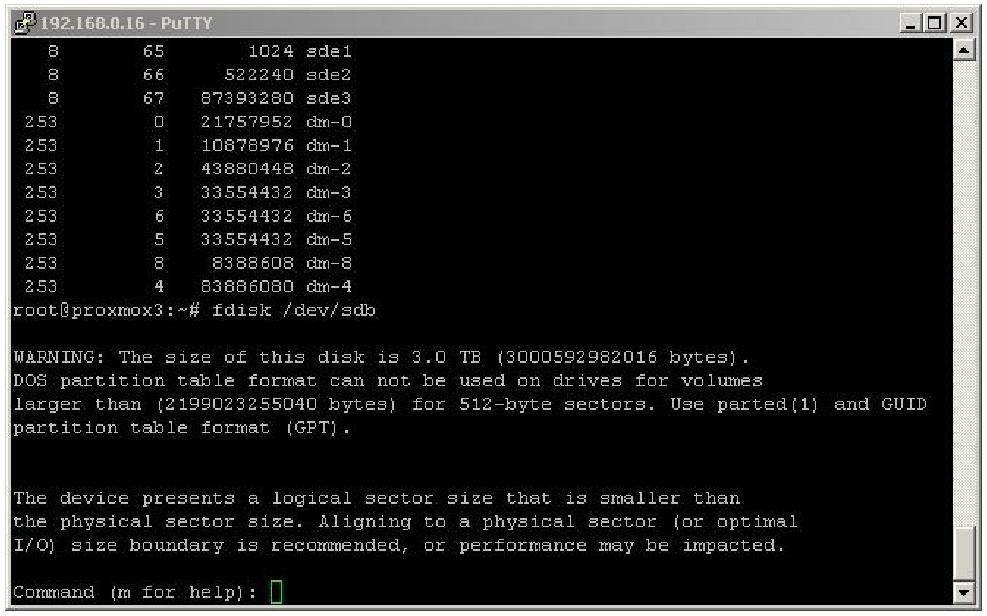 192.168.0.16 - PuTTY
8 65 1024 sde1
8 66 522240 sde2
8 67 87393280 sde3
253 0 21757952 dm-0
253 1 10878976 dm-1
253 2 43880448 dm-2
253 3 33554432 dm-3
253 6 33554432 dm-6
253 5 33554432 dm-5
253 8 8388608 dm-8
253 4 83886080 dm-4
root@proxmox3:~# fdisk /dev/sdb
WARNING: The size of this disk is 3.0 TB (3000592982016 bytes).
DOS partition table format can not be used on drives for volumes
larger than (2199023255040 bytes) for 512-byte sectors. Use parted(1) and GUID
partition table format (GPT).
The device presents a logical sector size that is smaller than
the physical sector size. Aligning to a physical sector (or optimal
I/O) size boundary is recommended, or performance may be impacted.
Command (m for help):